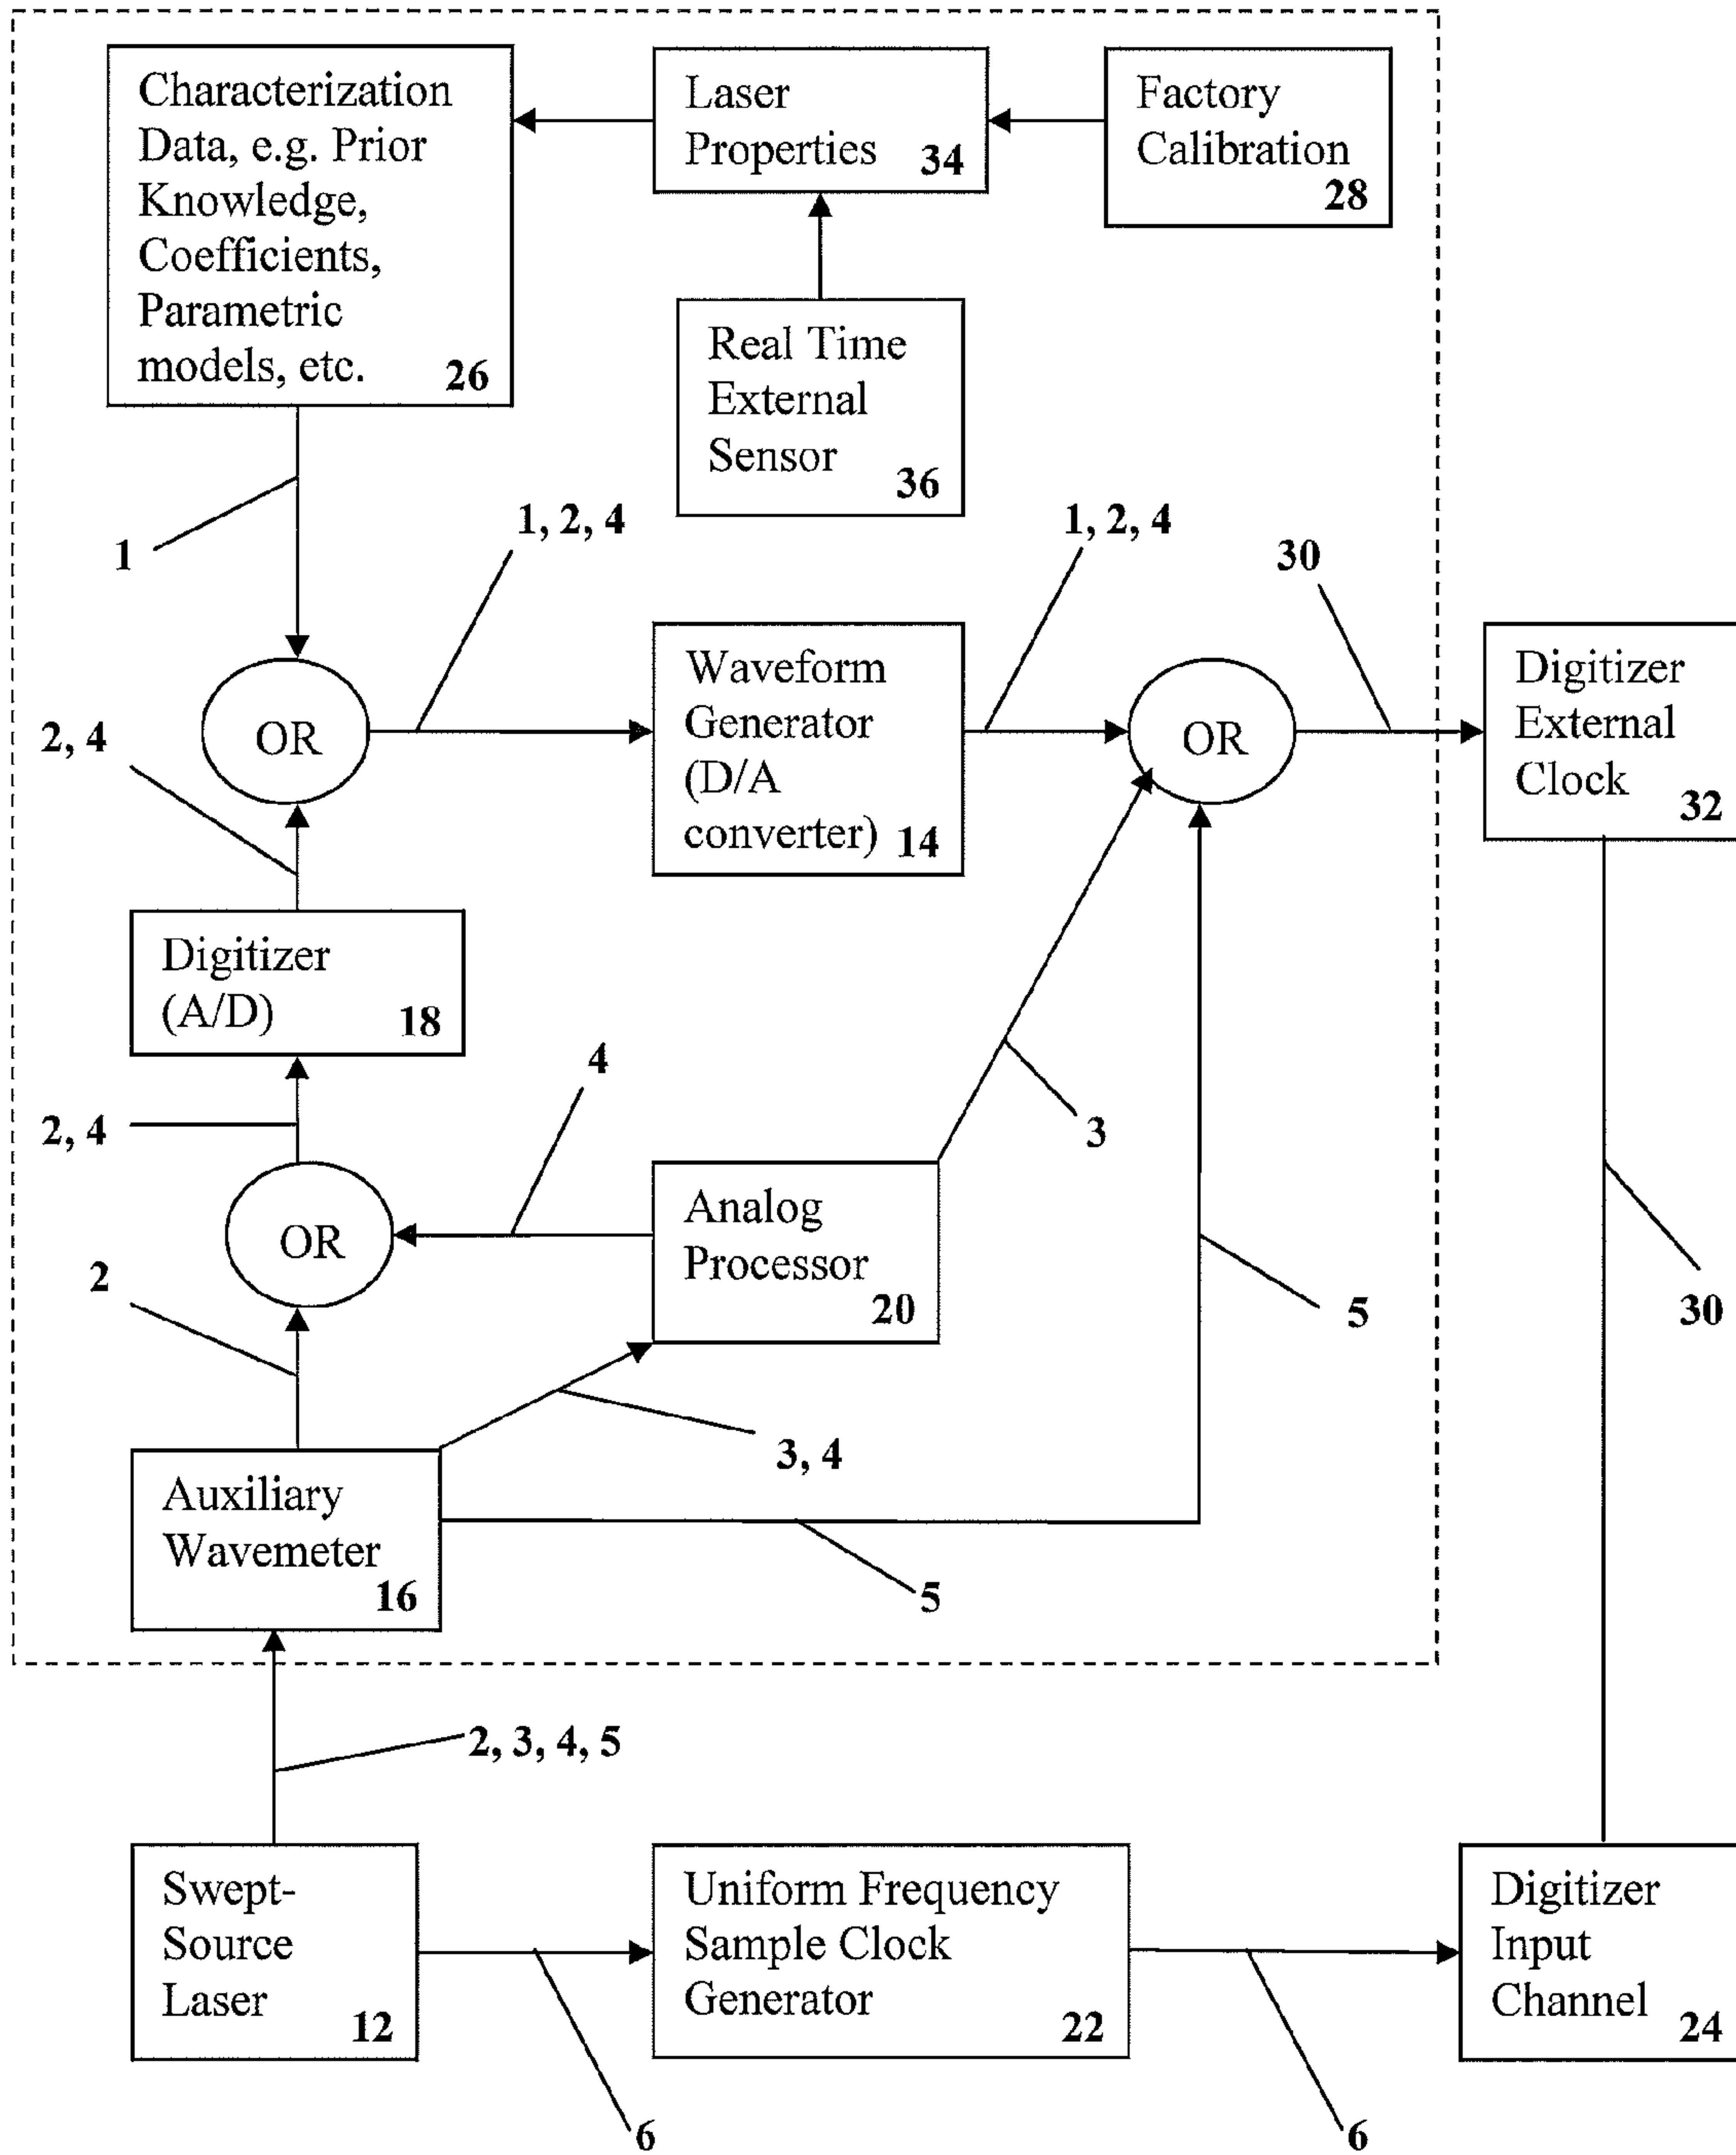 Characterization
Data, e.g. Prior
Knowledge,
Coefficients,
Parametric
models, etc. 26
Laser
Properties 34
Factory
Calibration
28
Real Time
External
Sensor
36
1
1, 2, 4
1, 2, 4
30
OR
2, 4
Waveform
Generator
(D/A
converter) 14
OR
Digitizer
External
Clock
32
Digitizer
(A/D) 18
4
3
2, 4
OR
Analog
Processor
20
2
5
30
3, 4
Auxiliary
Wavemeter
16
5
2, 3, 4, 5
Swept-
Source
Laser
12
Uniform Frequency
Sample Clock
Generator 22
Digitizer
Input
Channel
24
6
6